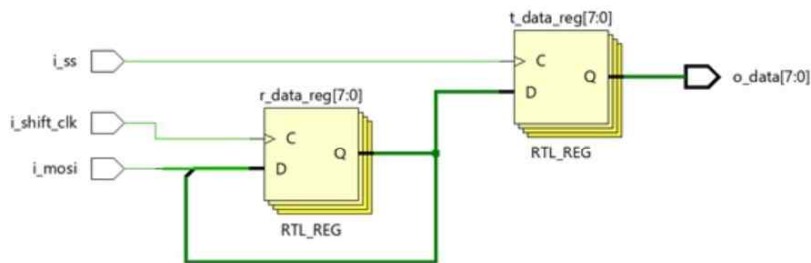 t_data_reg[7:0]
i_ss
C
Q
o_data[7:0]
D
r_data_reg[7:0]
i_shift_clk
C
Q
RTL_REG
i_mosi
D
RTL_REG